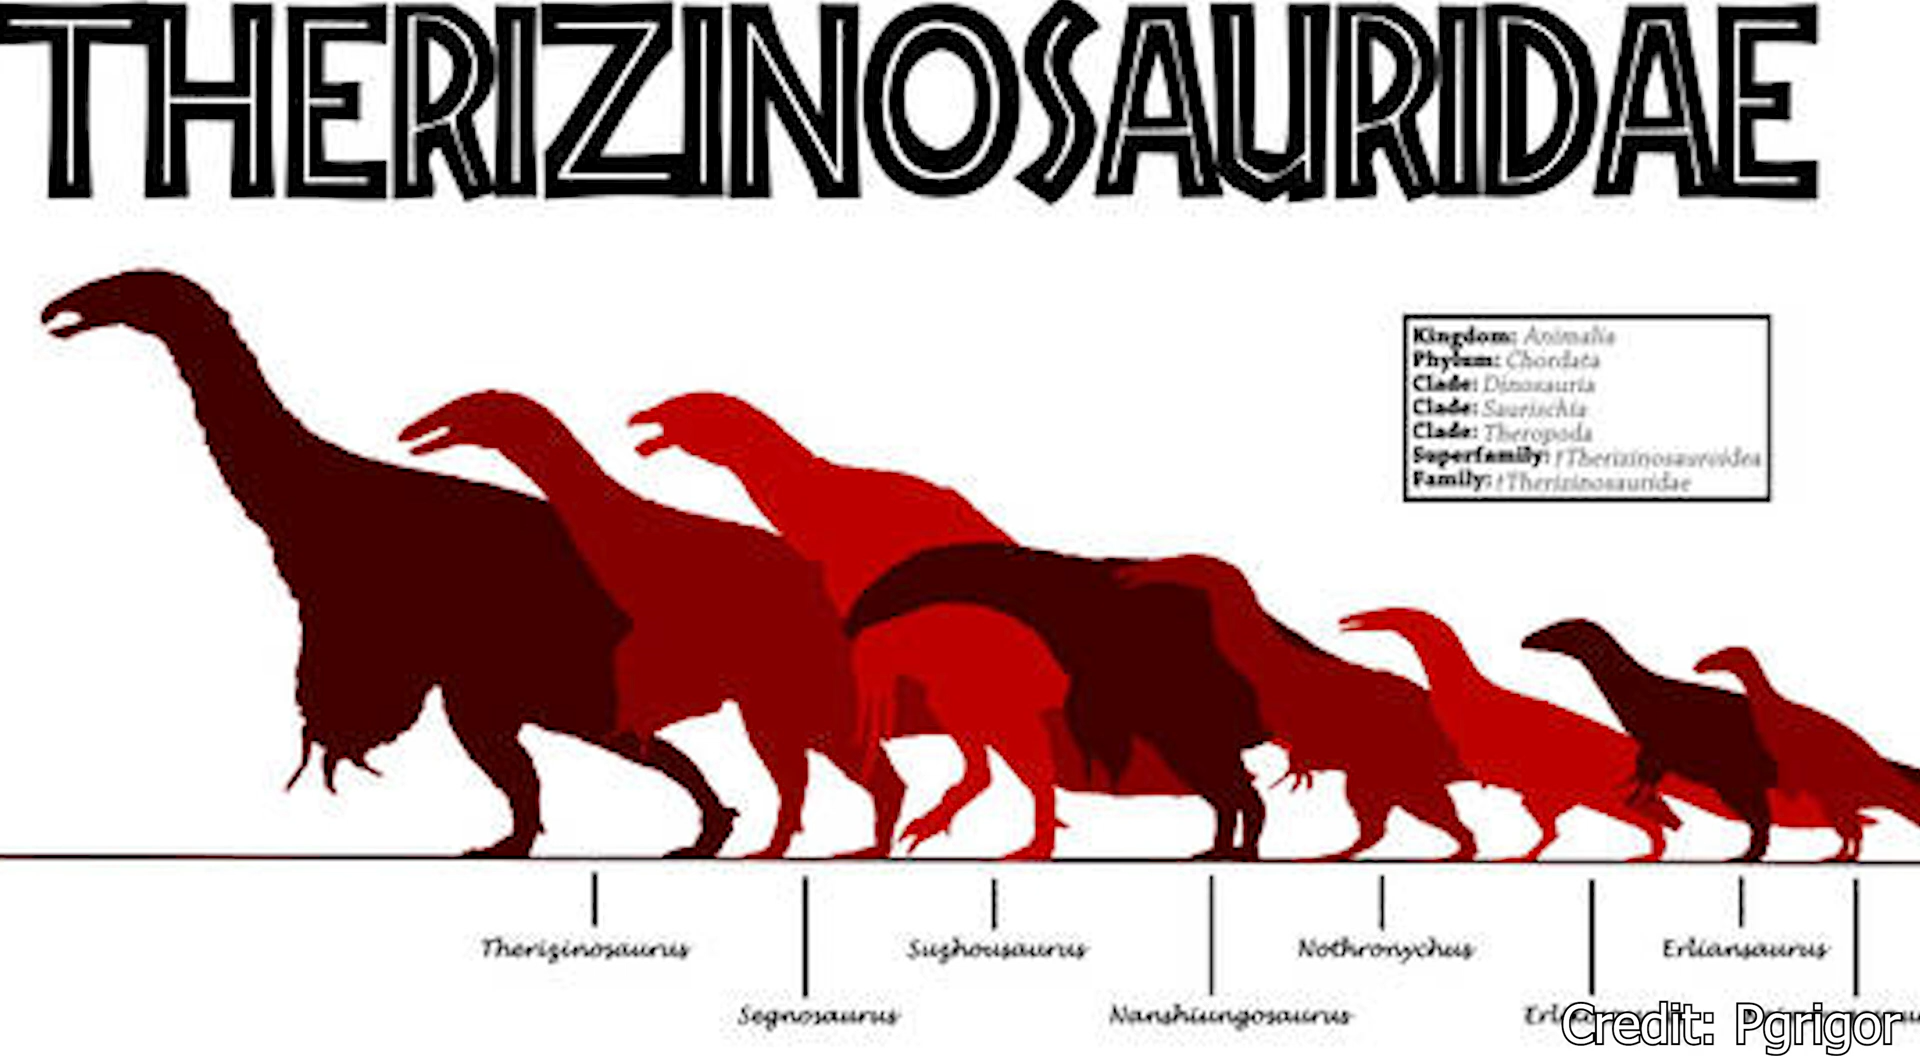 THERIZINOSAURIDAE
Kingdom: Animalia
Phylum: Chordata
Clade: Dinosauria
Clade: Saurischia
Clade: Theropoda
Superfamily: †Therizinosauroidea
Family: †Therizinosauridae
Therizinosaurus
Suzhousaurus
Nothronychus
Erliansaurus
Segnosaurus
Nanshiungosaurus
Credit: Pgrigor